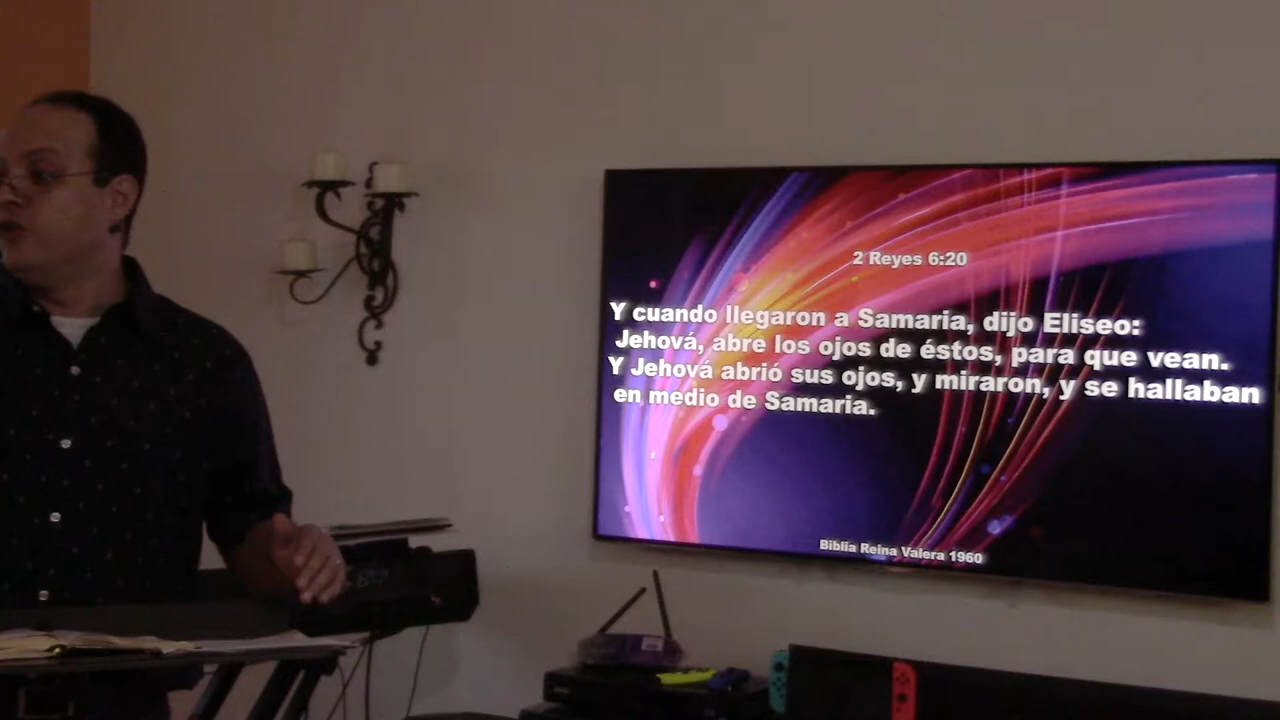 2 Reyes 6:20
Y cuando llegaron a Samaria, dijo Eliseo:
Jehová, abre los ojos de éstos, para que vean.
Y Jehová abrió sus ojos, y miraron, y se hallaban
en medio de Samaria.
Biblia Reina Valera 1960